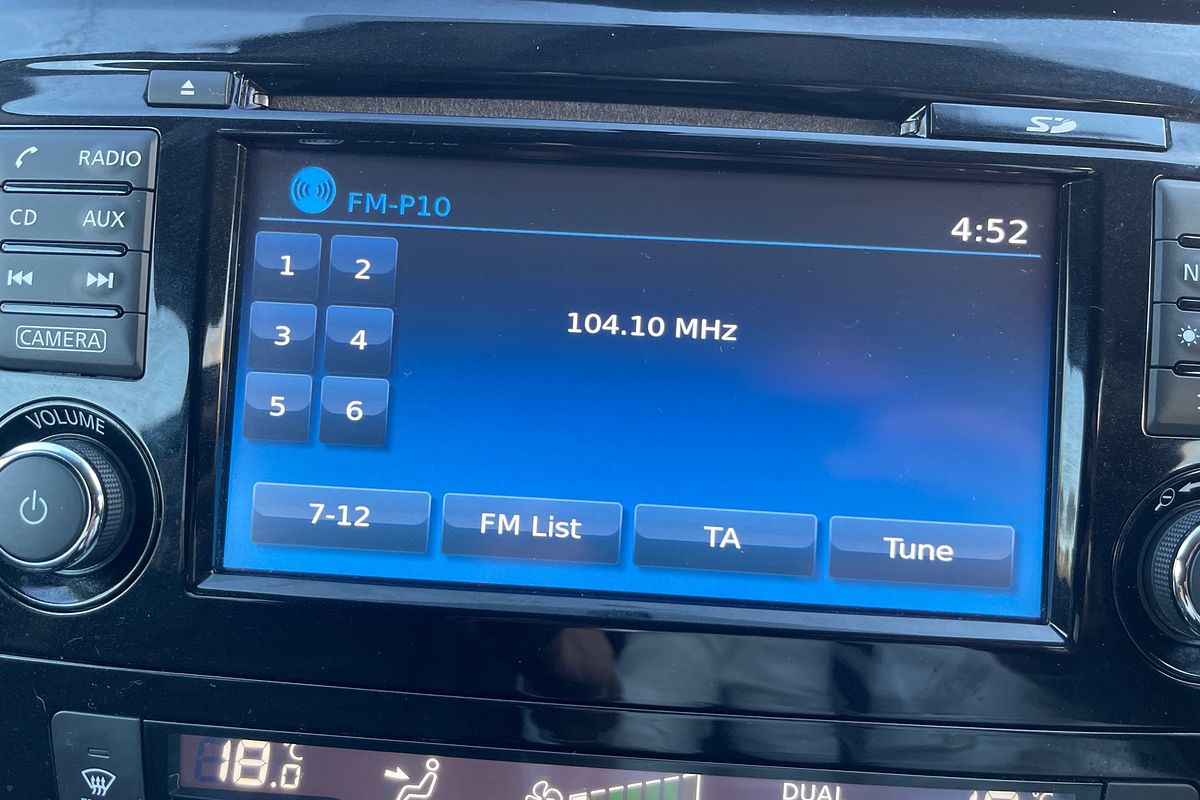 RADIO
CD AUX
CAMERA
VOLUME
SD
FM-P10
4:52
1 2
3 4
5 6
104.10 MHz
7-12 FM List TA Tune
N
18.0 °C
DUAL